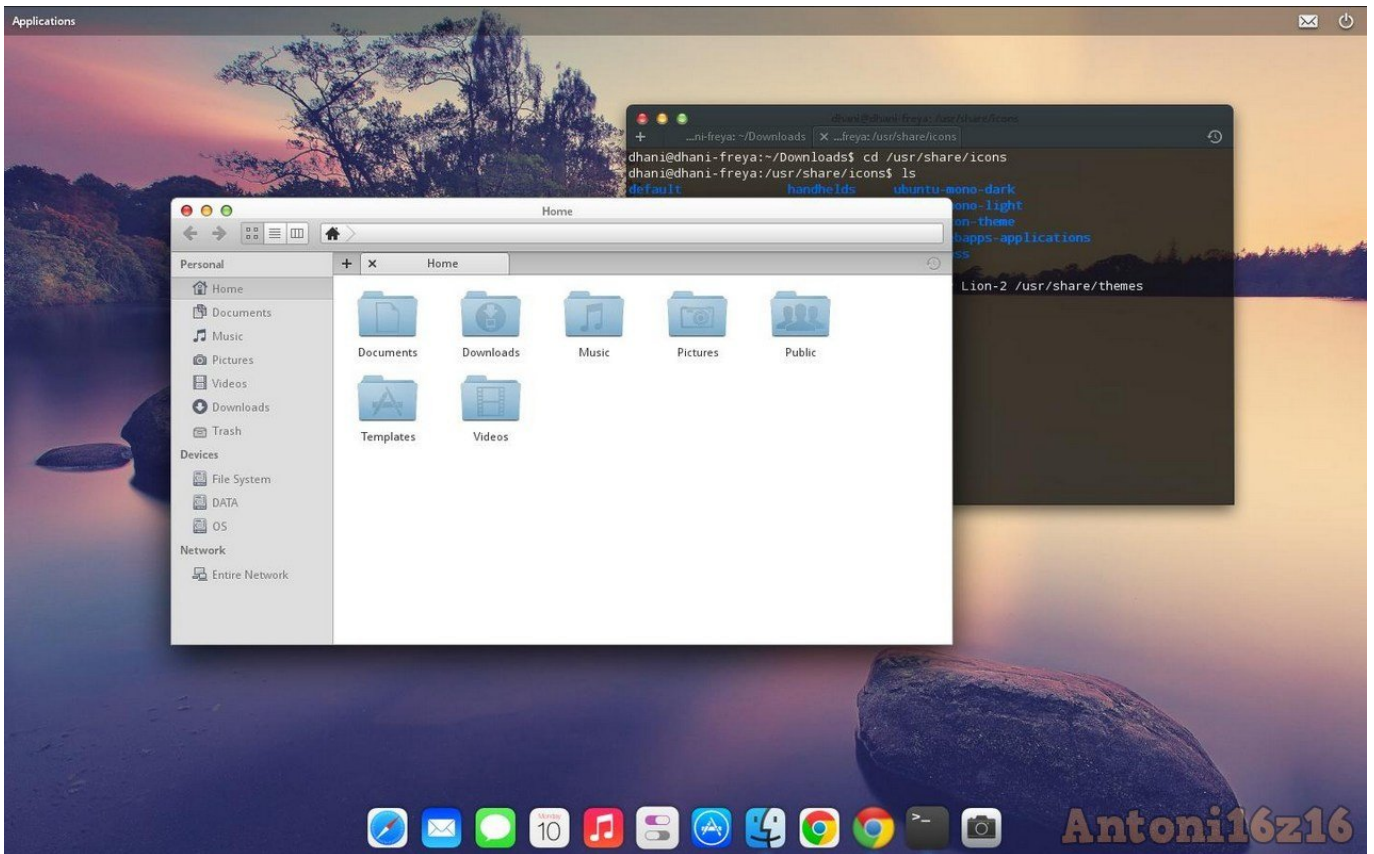 Applications
dhani@dhani-freya: /usr/share/icons
...ni-freya: ~/Downloads ...freya: /usr/share/icons
dhani@dhani-freya:~/Downloads$ cd /usr/share/icons
dhani@dhani-freya:/usr/share/icons$ ls
default handhelds ubuntu-mono-dark
ono-light
on-theme
bapps-applications
ss
Lion-2 /usr/share/themes
Home
Personal
Home
Home
Documents
Music
Pictures
Videos
Downloads
Trash
Devices
File System
DATA
OS
Network
Entire Network
Documents Downloads Music Pictures Public
Templates Videos
Monday
10
Antoni16z16